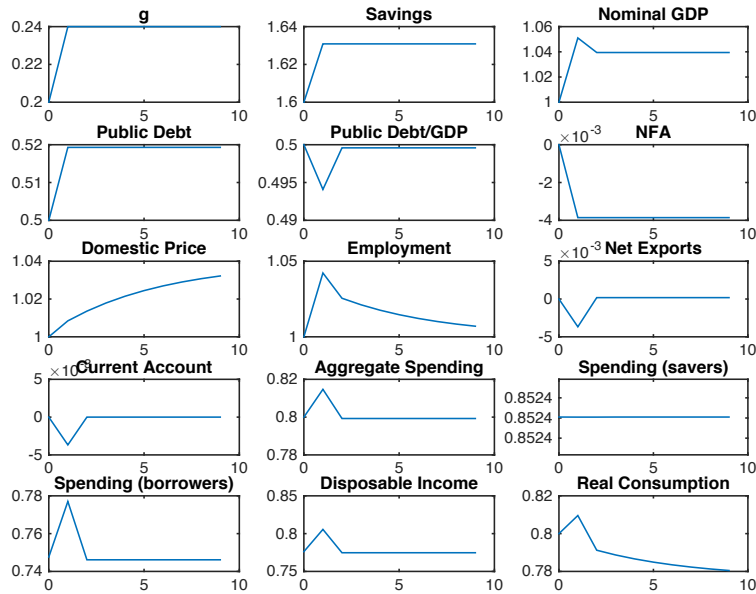 g Savings Nominal GDP
0.24 1.64 1.06
1.04
0.22 1.62
1.02
0.2 1.6 1
0 5 10 0 5 10 0 5 10
Public Debt Public Debt/GDP ×10⁻³ NFA
0.52 0.5 0
0.51 0.495 -2
0.5 0.49 -4
0 5 10 0 5 10 0 5 10
Domestic Price Employment ×10⁻³ Net Exports
1.04 1.05 5
1.02 0
1 1 -5
0 5 10 0 5 10 0 5 10
×10⁻³ Current Account Aggregate Spending Spending (savers)
5 0.82 0.8524
0 0.8 0.8524
-5 0.78 0.8524
0 5 10 0 5 10 0 5 10
Spending (borrowers) Disposable Income Real Consumption
0.78 0.85 0.82
0.76 0.8 0.8
0.74 0.75 0.78
0 5 10 0 5 10 0 5 10